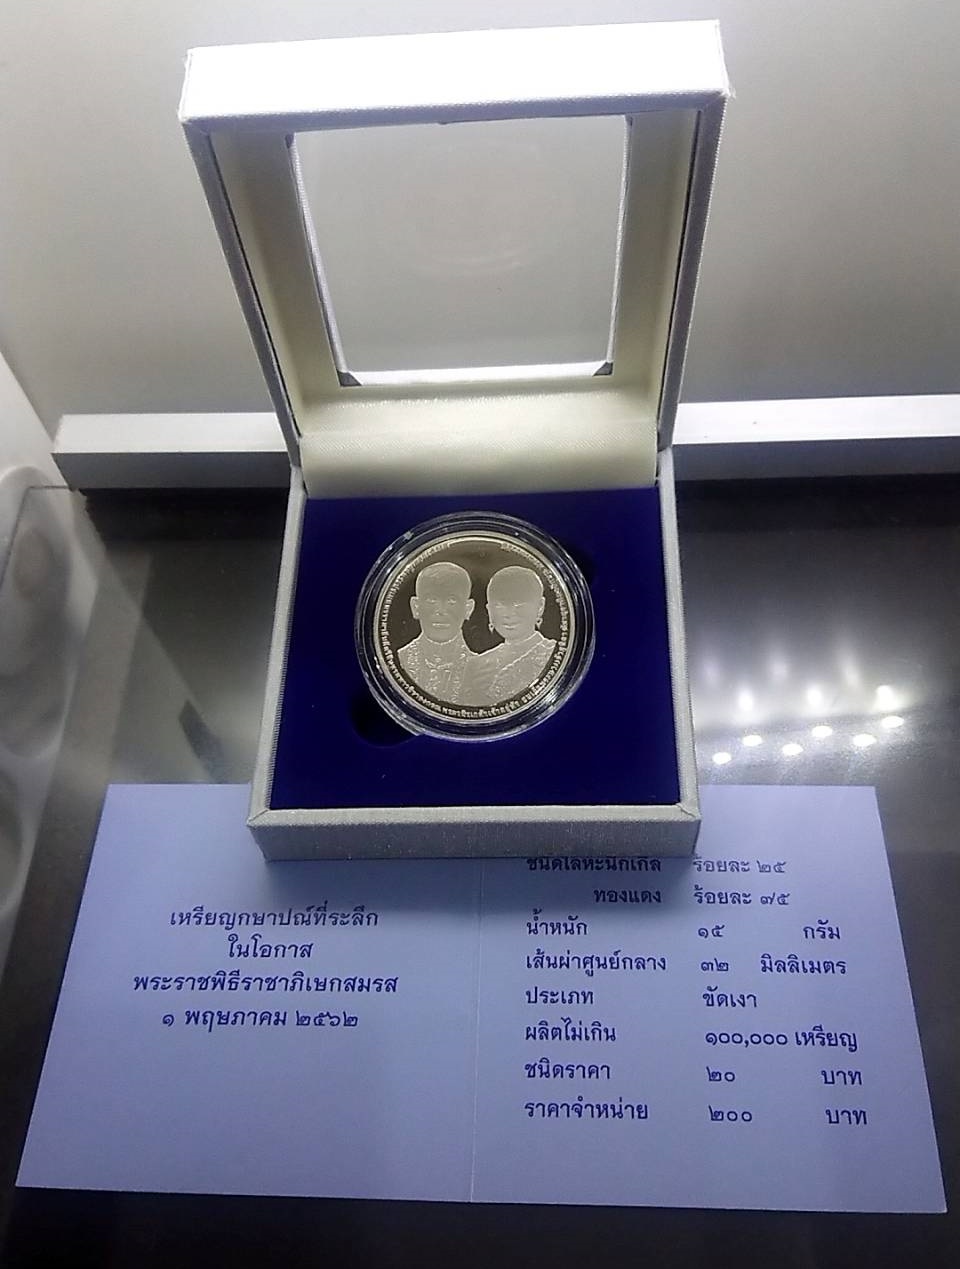 เหรียญกษาปณ์ที่ระลึก
ในโอกาส
พระราชพิธีราชาภิเษกสมรส
๑ พฤษภาคม ๒๕๖๒
ชนิดโลหะนิกเกิล ร้อยละ ๒๕
ทองแดง ร้อยละ ๗๕
น้ำหนัก ๑๕ กรัม
เส้นผ่าศูนย์กลาง ๓๒ มิลลิเมตร
ประเภท ขัดเงา
ผลิตไม่เกิน ๑๐๐,๐๐๐ เหรียญ
ชนิดราคา ๒๐ บาท
ราคาจำหน่าย ๒๐๐ บาท